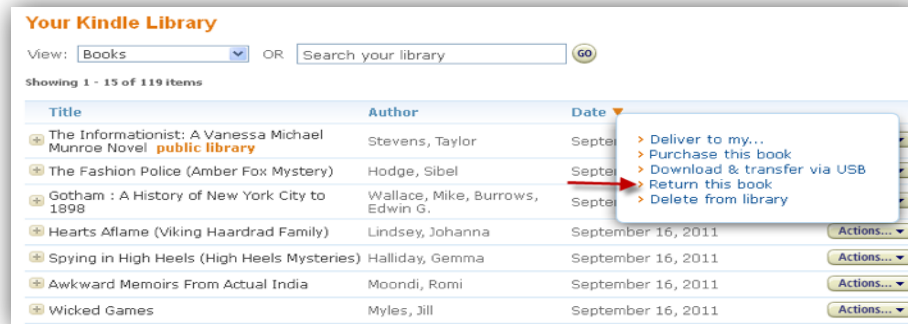 Your Kindle Library
View: Books OR Search your library GO
Showing 1 - 15 of 119 items
Title Author Date
The Informationist: A Vanessa Michael
Munroe Novel public library
Stevens, Taylor
The Fashion Police (Amber Fox Mystery) Hodge, Sibel
Gotham : A History of New York City to
1898
Wallace, Mike, Burrows,
Edwin G.
> Deliver to my...
> Purchase this book
> Download & transfer via USB
> Return this book
> Delete from library
Hearts Aflame (Viking Haardrad Family) Lindsey, Johanna September 16, 2011 Actions...
Spying in High Heels (High Heels Mysteries) Halliday, Gemma September 16, 2011 Actions...
Awkward Memoirs From Actual India Moondi, Romi September 16, 2011 Actions...
Wicked Games Myles, Jill September 16, 2011 Actions...